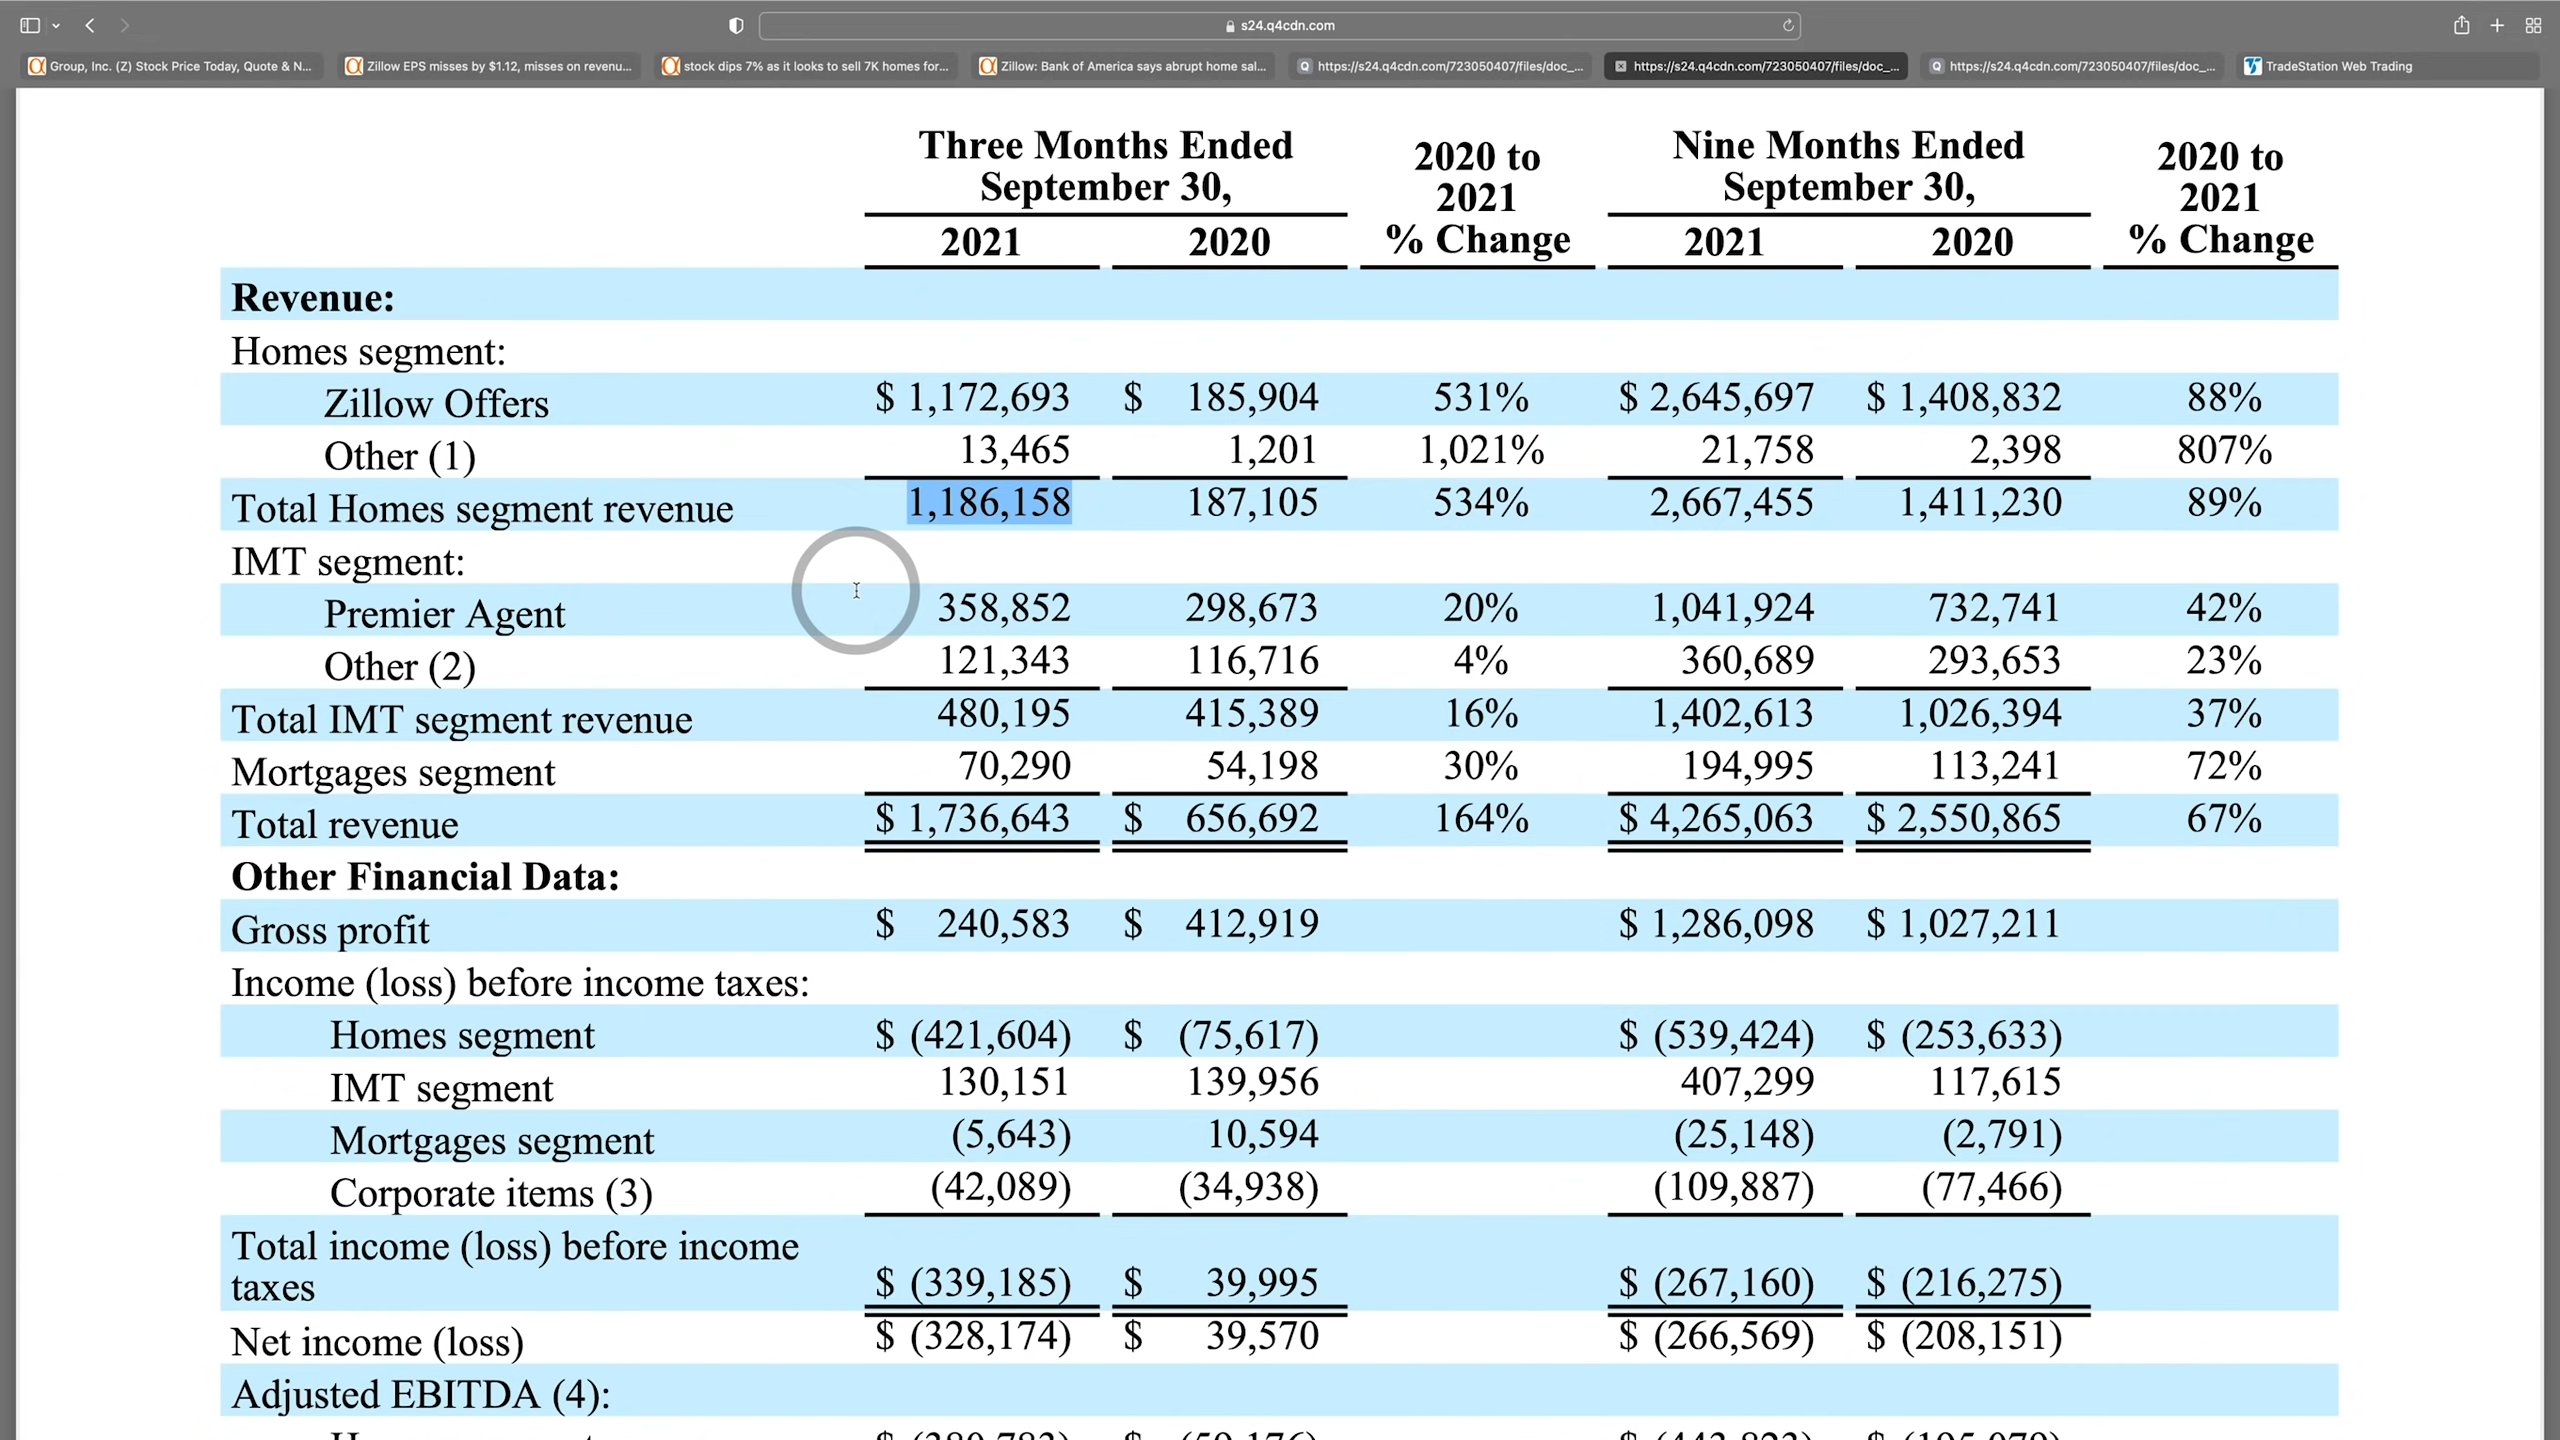 s24.q4cdn.com
Group, Inc. (Z) Stock Price Today, Quote & N... Zillow EPS misses by $1.12, misses on revenu... stock dips 7% as it looks to sell 7K homes for... Zillow: Bank of America says abrupt home sal... https://s24.q4cdn.com/723050407/files/doc_... https://s24.q4cdn.com/723050407/files/doc_... https://s24.q4cdn.com/723050407/files/doc_... TradeStation Web Trading
Three Months Ended September 30, 2020 to 2021 % Change Nine Months Ended September 30, 2020 to 2021 % Change
2021 2020 2021 2020
Revenue:
Homes segment:
Zillow Offers $ 1,172,693 $ 185,904 531% $ 2,645,697 $ 1,408,832 88%
Other (1) 13,465 1,201 1,021% 21,758 2,398 807%
Total Homes segment revenue 1,186,158 187,105 534% 2,667,455 1,411,230 89%
IMT segment:
Premier Agent 358,852 298,673 20% 1,041,924 732,741 42%
Other (2) 121,343 116,716 4% 360,689 293,653 23%
Total IMT segment revenue 480,195 415,389 16% 1,402,613 1,026,394 37%
Mortgages segment 70,290 54,198 30% 194,995 113,241 72%
Total revenue $ 1,736,643 $ 656,692 164% $ 4,265,063 $ 2,550,865 67%
Other Financial Data:
Gross profit $ 240,583 $ 412,919 $ 1,286,098 $ 1,027,211
Income (loss) before income taxes:
Homes segment $ (421,604) $ (75,617) $ (539,424) $ (253,633)
IMT segment 130,151 139,956 407,299 117,615
Mortgages segment (5,643) 10,594 (25,148) (2,791)
Corporate items (3) (42,089) (34,938) (109,887) (77,466)
Total income (loss) before income
taxes $ (339,185) $ 39,995 $ (267,160) $ (216,275)
Net income (loss) $ (328,174) $ 39,570 $ (266,569) $ (208,151)
Adjusted EBITDA (4):